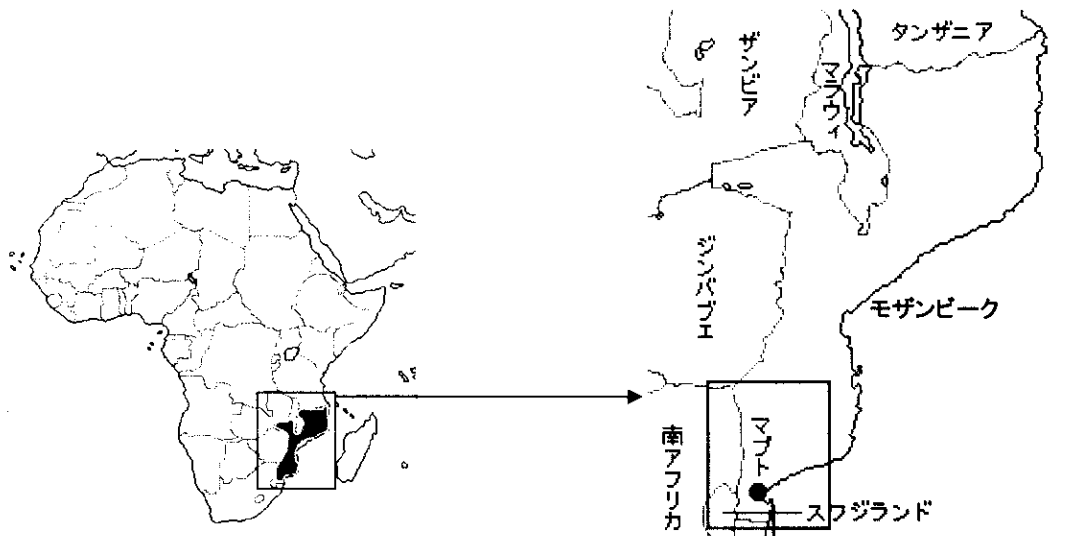 タンザニア
ザンビア
マラウィ
ジンバブエ
モザンビーク
南アフリカ
マプト
スワジランド